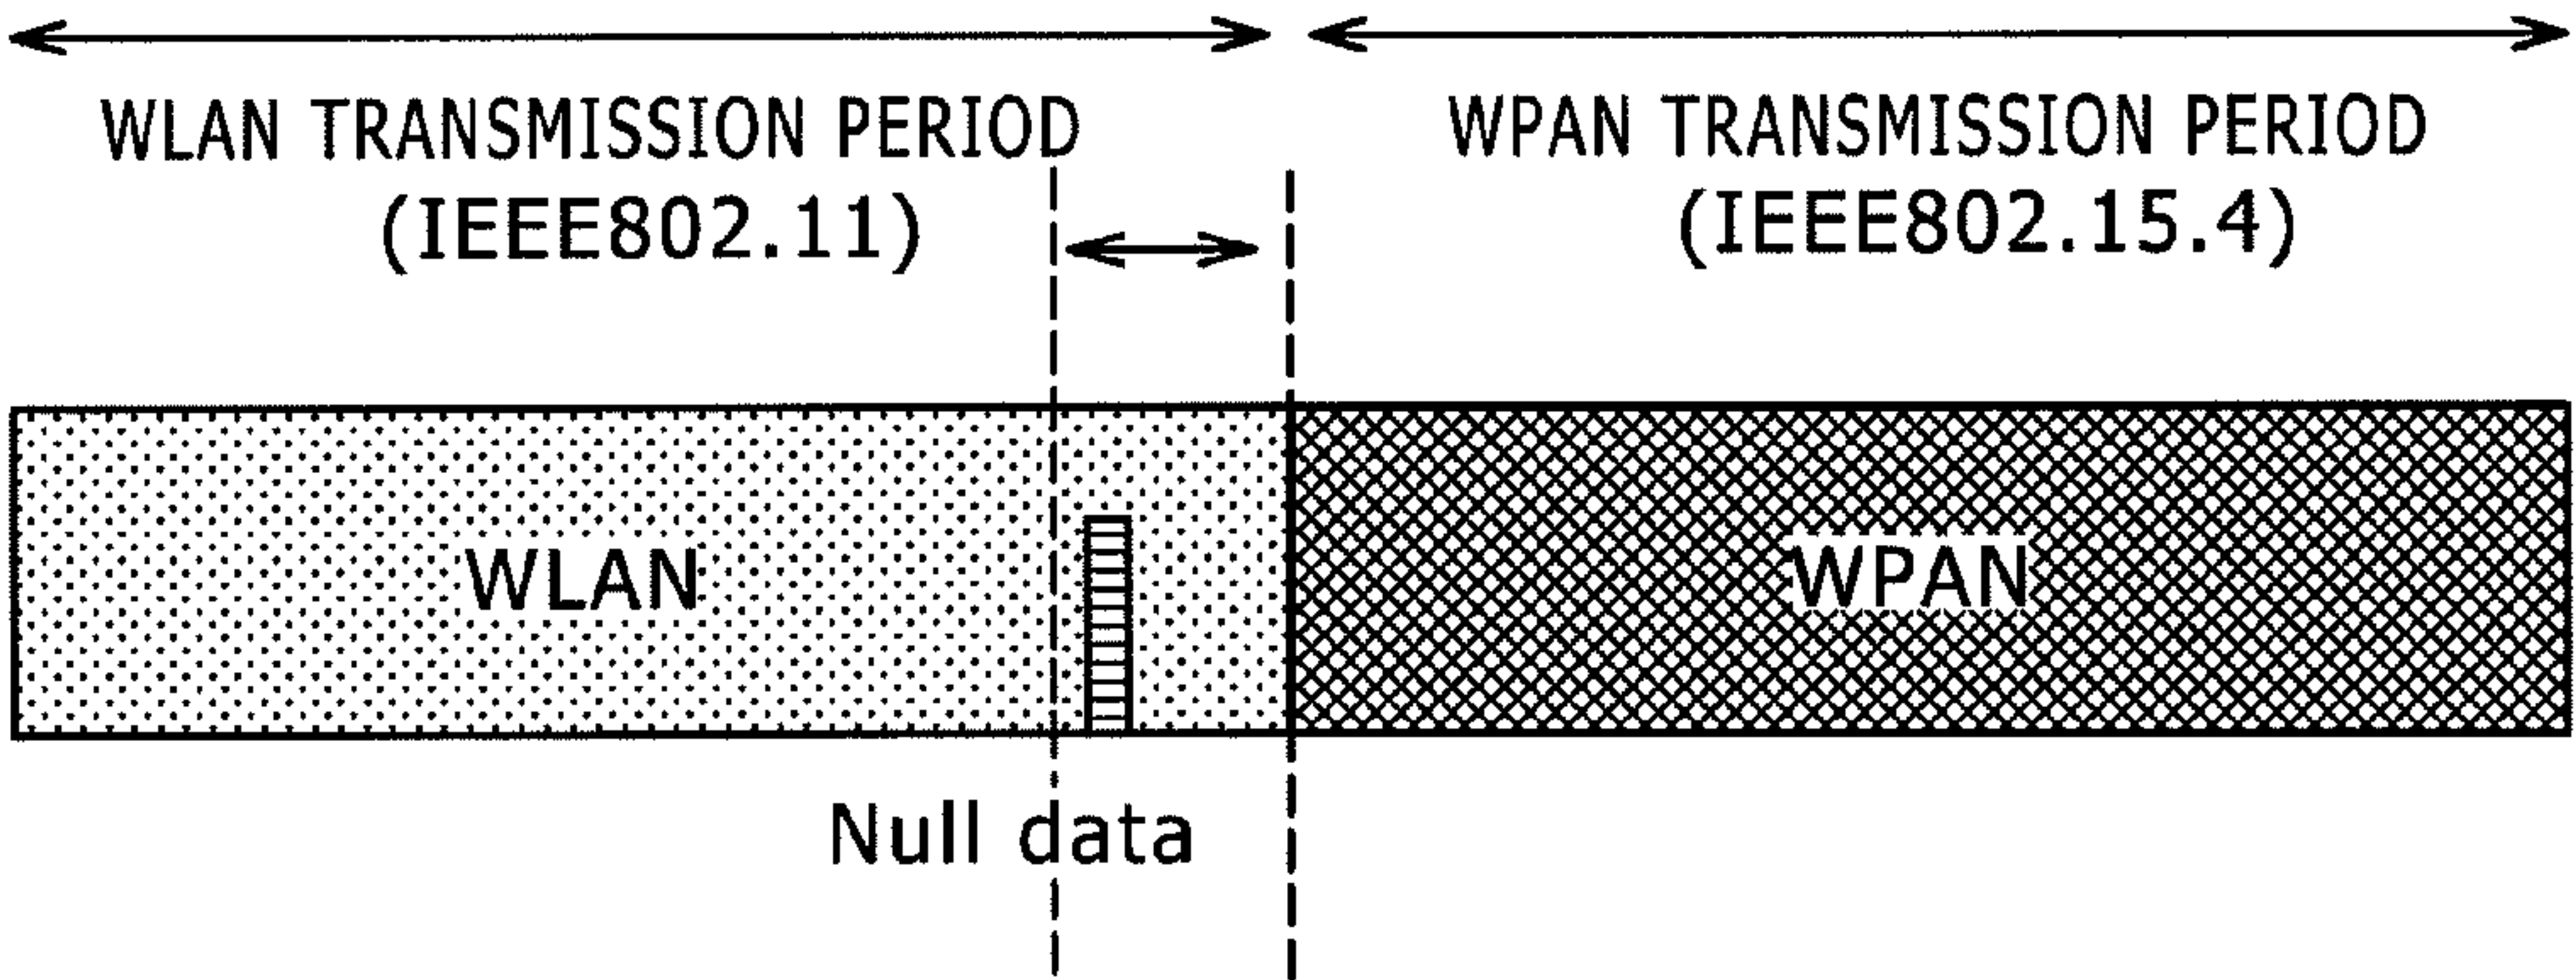 WLAN TRANSMISSION PERIOD
(IEEE802.11)
WPAN TRANSMISSION PERIOD
(IEEE802.15.4)
WLAN
WPAN
Null data